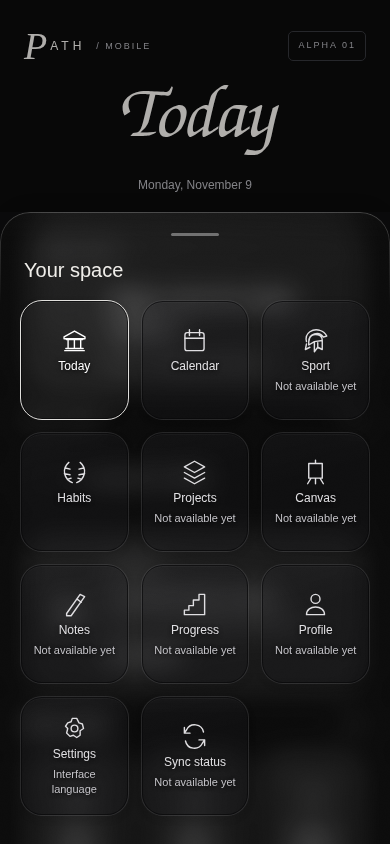 PATH / MOBILE
ALPHA 01
Today
Monday, November 9
Your space
Today
Calendar
Sport
Not available yet
Habits
Projects
Not available yet
Canvas
Not available yet
Notes
Not available yet
Progress
Not available yet
Profile
Not available yet
Settings
Interface
language
Sync status
Not available yet